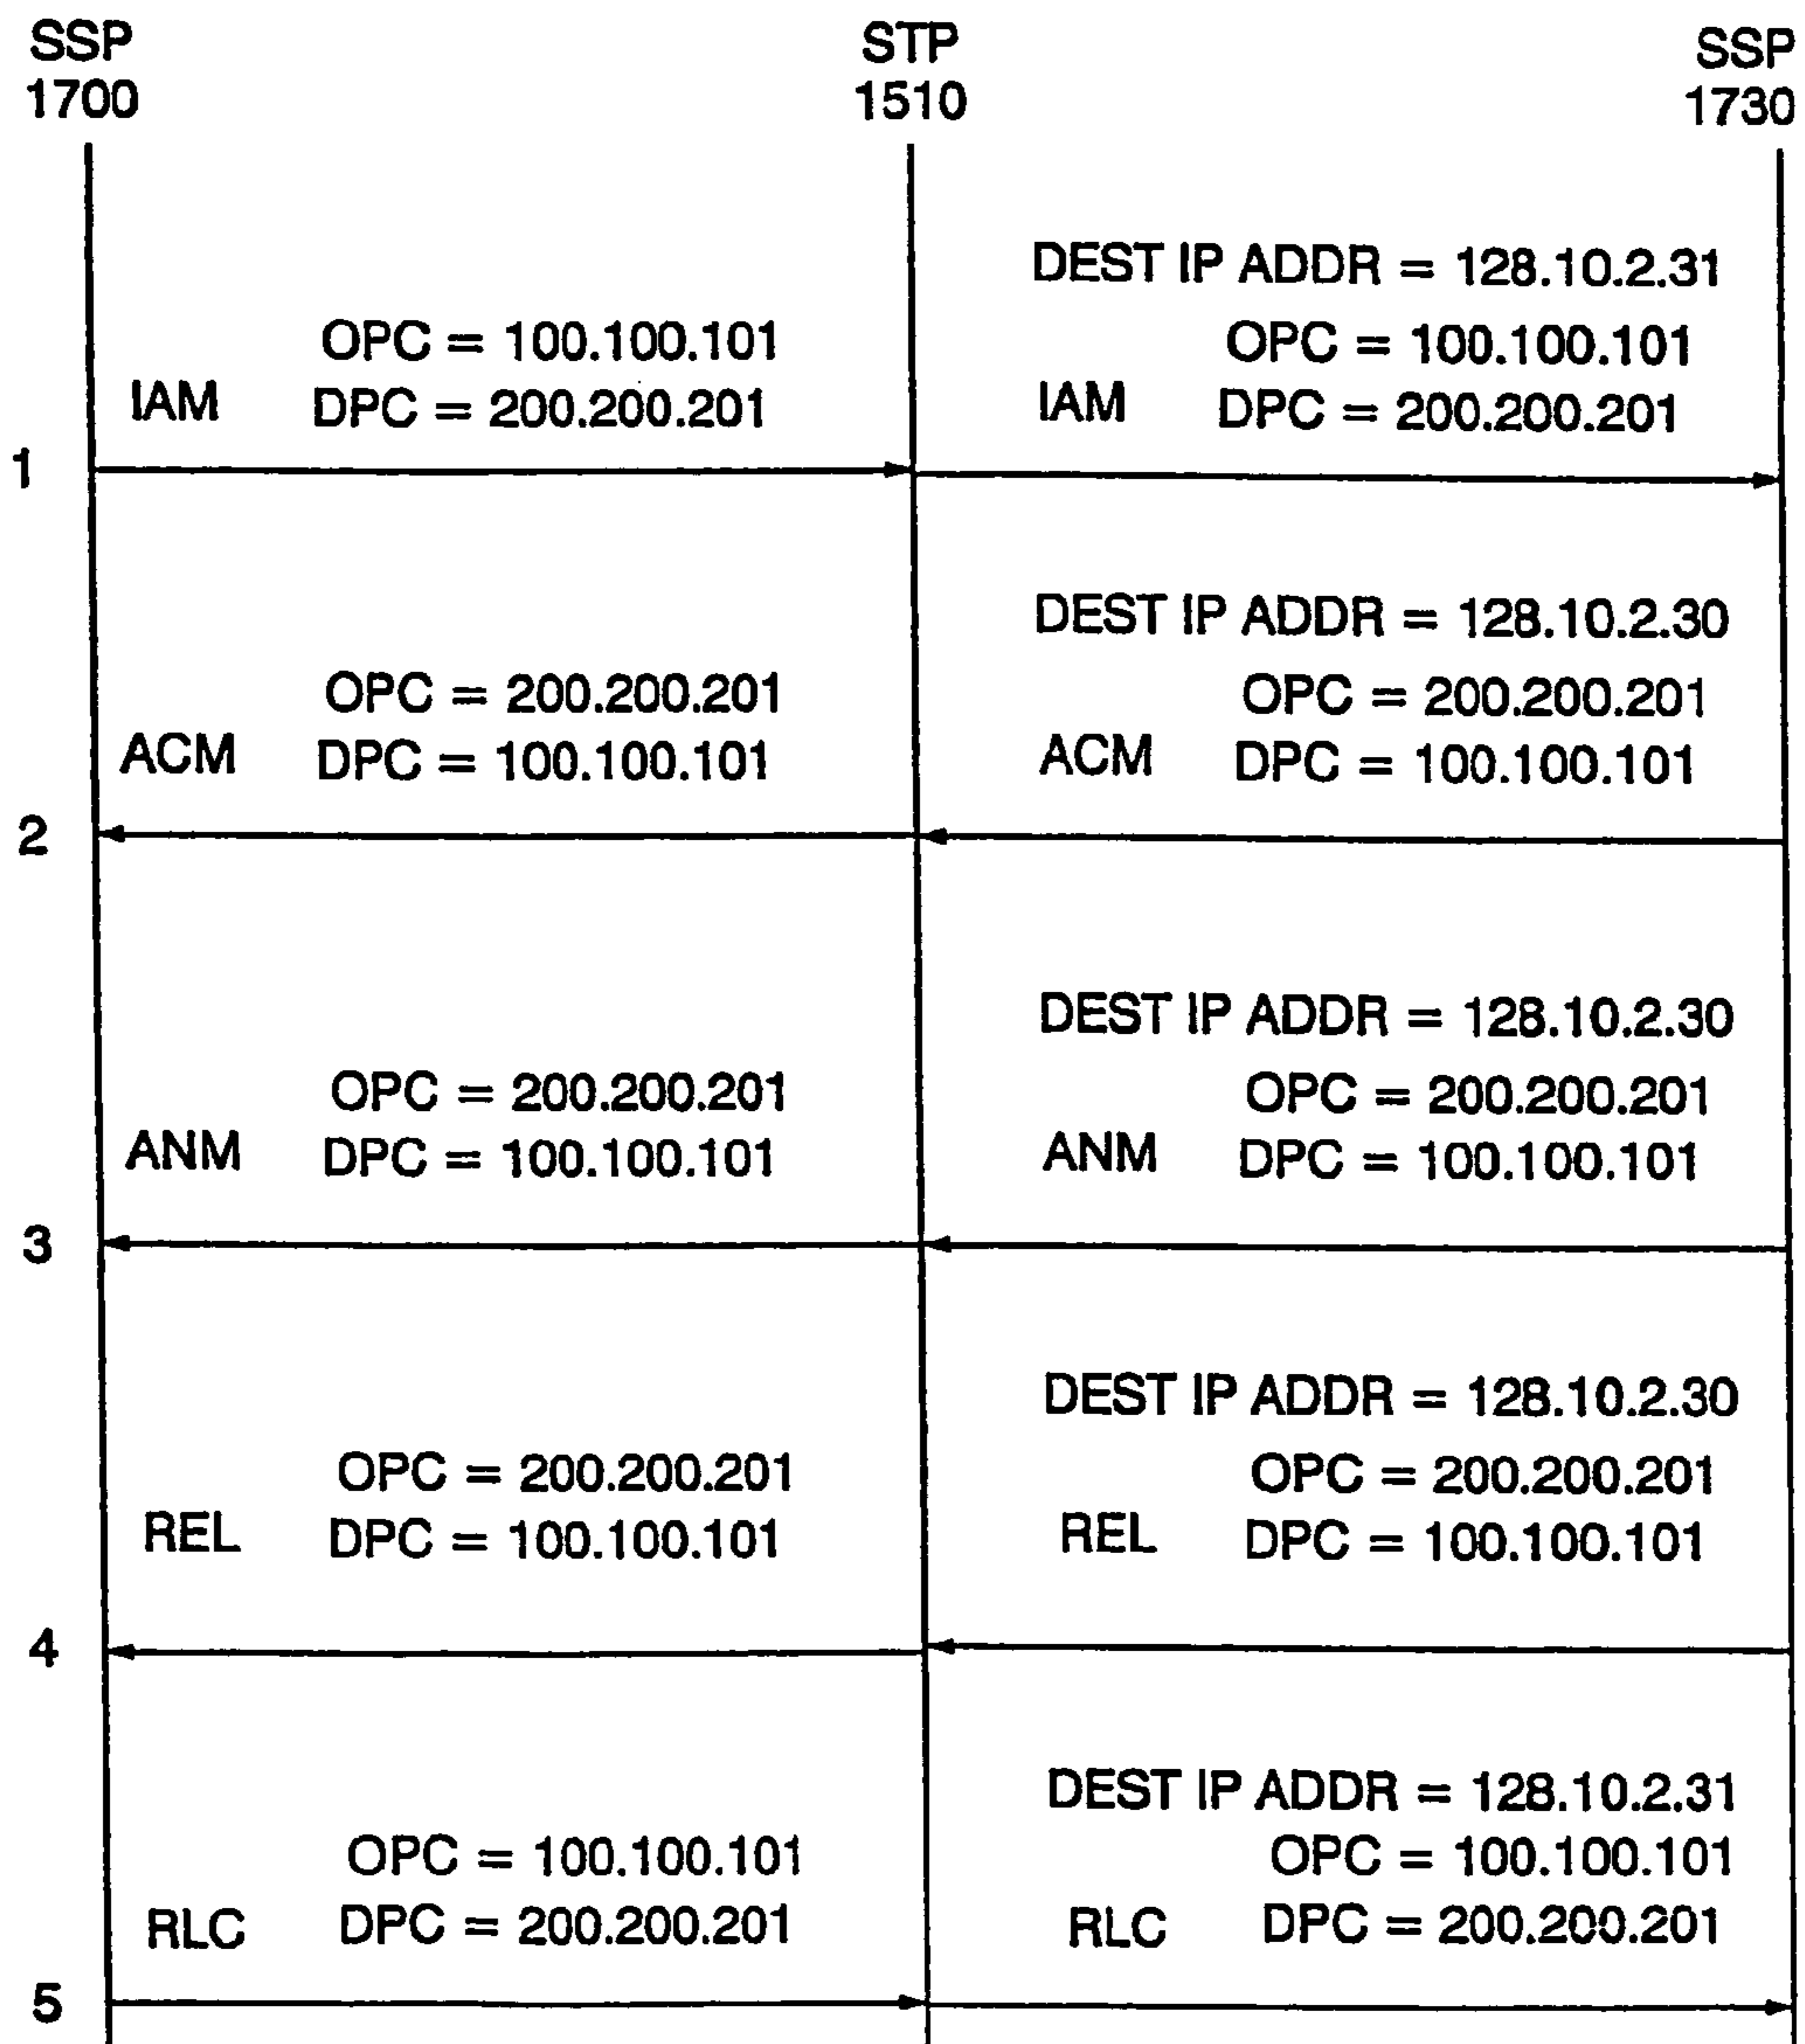 SSP
1700
STP
1510
SSP
1730
DEST IP ADDR = 128.10.2.31
OPC = 100.100.101
OPC = 100.100.101
IAM
DPC = 200.200.201
IAM
DPC = 200.200.201
1
DEST IP ADDR = 128.10.2.30
OPC = 200.200.201
OPC = 200.200.201
ACM
DPC = 100.100.101
ACM
DPC = 100.100.101
2
DEST IP ADDR = 128.10.2.30
OPC = 200.200.201
OPC = 200.200.201
ANM
DPC = 100.100.101
ANM
DPC = 100.100.101
3
DEST IP ADDR = 128.10.2.30
OPC = 200.200.201
OPC = 200.200.201
REL
DPC = 100.100.101
REL
DPC = 100.100.101
4
DEST IP ADDR = 128.10.2.31
OPC = 100.100.101
OPC = 100.100.101
RLC
DPC = 200.200.201
RLC
DPC = 200.200.201
5